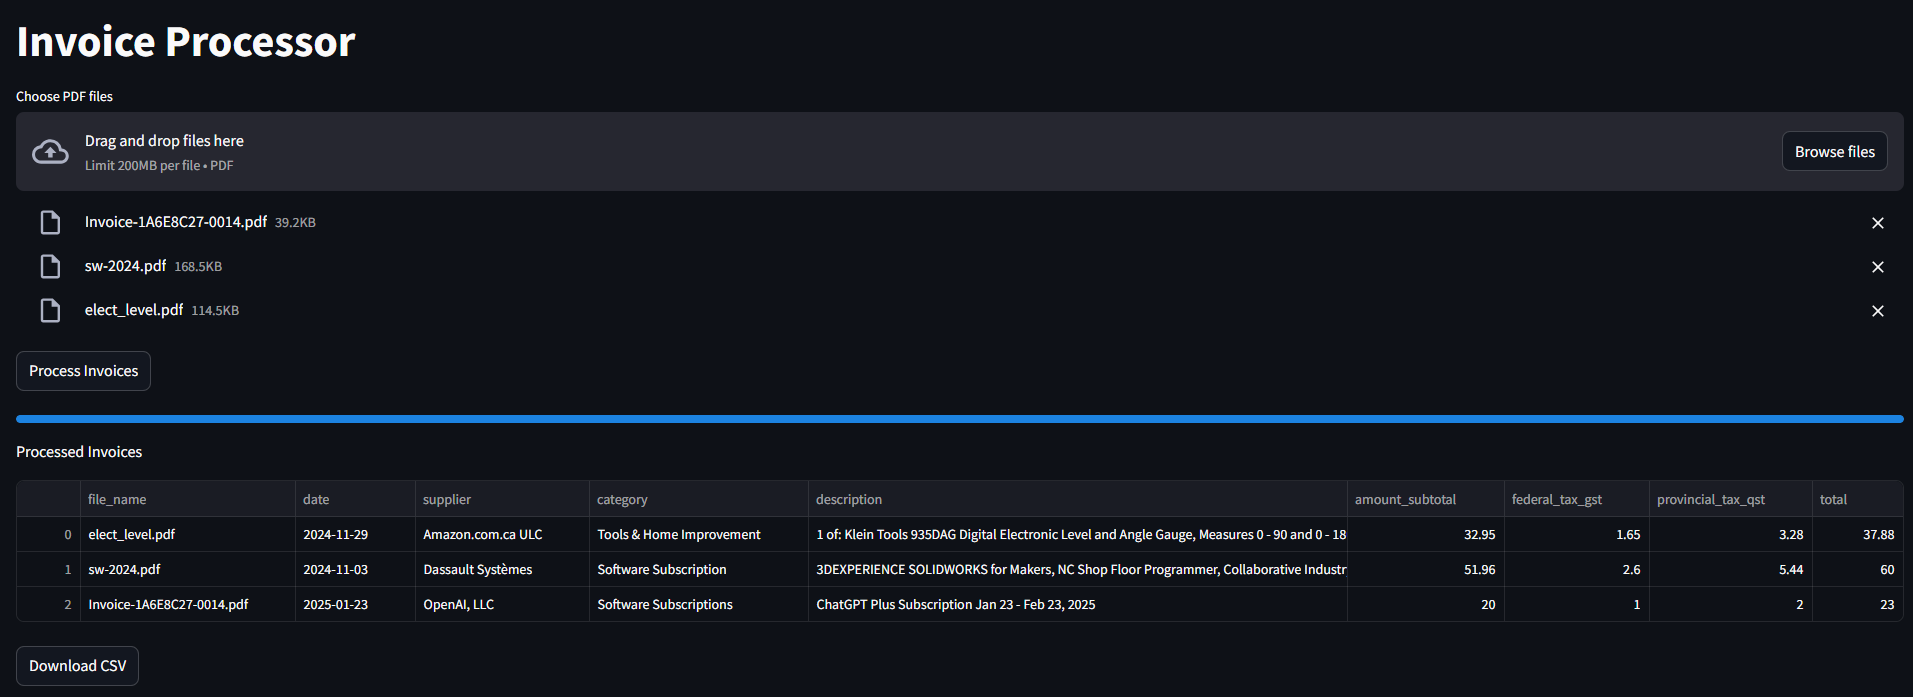 Invoice Processor
Choose PDF files
Drag and drop files here
Limit 200MB per file • PDF
Browse files
Invoice-1A6E8C27-0014.pdf 39.2KB
sw-2024.pdf 168.5KB
elect_level.pdf 114.5KB
Process Invoices
Processed Invoices
file_name date supplier category description amount_subtotal federal_tax_gst provincial_tax_qst total
0 elect_level.pdf 2024-11-29 Amazon.com.ca ULC Tools & Home Improvement 1 of: Klein Tools 935DAG Digital Electronic Level and Angle Gauge, Measures 0 - 90 and 0 - 18 32.95 1.65 3.28 37.88
1 sw-2024.pdf 2024-11-03 Dassault Systèmes Software Subscription 3DEXPERIENCE SOLIDWORKS for Makers, NC Shop Floor Programmer, Collaborative Industr 51.96 2.6 5.44 60
2 Invoice-1A6E8C27-0014.pdf 2025-01-23 OpenAI, LLC Software Subscriptions ChatGPT Plus Subscription Jan 23 - Feb 23, 2025 20 1 2 23
Download CSV